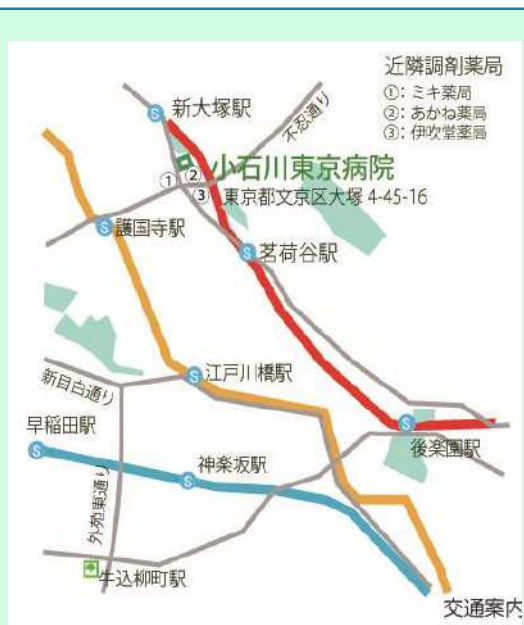 近隣調剤薬局
①：ミキ薬局
②：あかね薬局
③：伊吹堂薬局
新大塚駅
不忍通り
小石川東京病院
① ②
③ 東京都文京区大塚 4-45-16
護国寺駅
茗荷谷駅
江戸川橋駅
新目白通り
早稲田駅
後楽園駅
神楽坂駅
外苑東通り
牛込柳町駅
交通案内